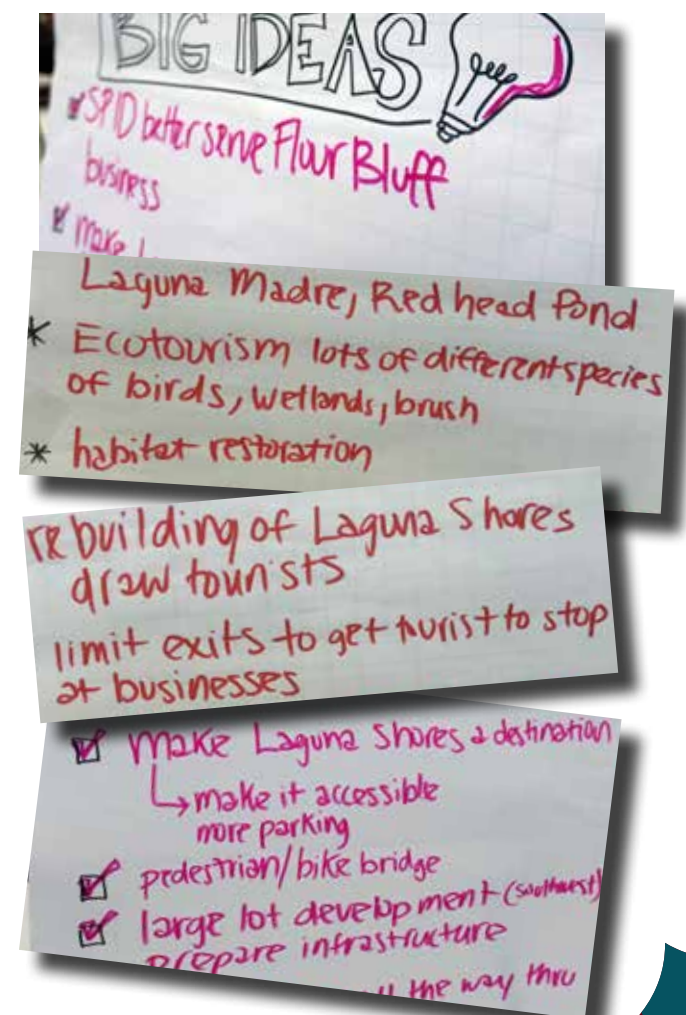 BIG IDEAS
SPID better serve Flour Bluff
business
make
Laguna Madre, Red head Pond
* Ecotourism lots of different species
of birds, wetlands, brush
* habitat restoration
rebuilding of Laguna Shores
draw tourists
limit exits to get turist to stop
at businesses
make Laguna Shores a destination
make it accessible
more parking
pedestrian/bike bridge
large lot development (southwest)
prepare infrastructure
the way thru